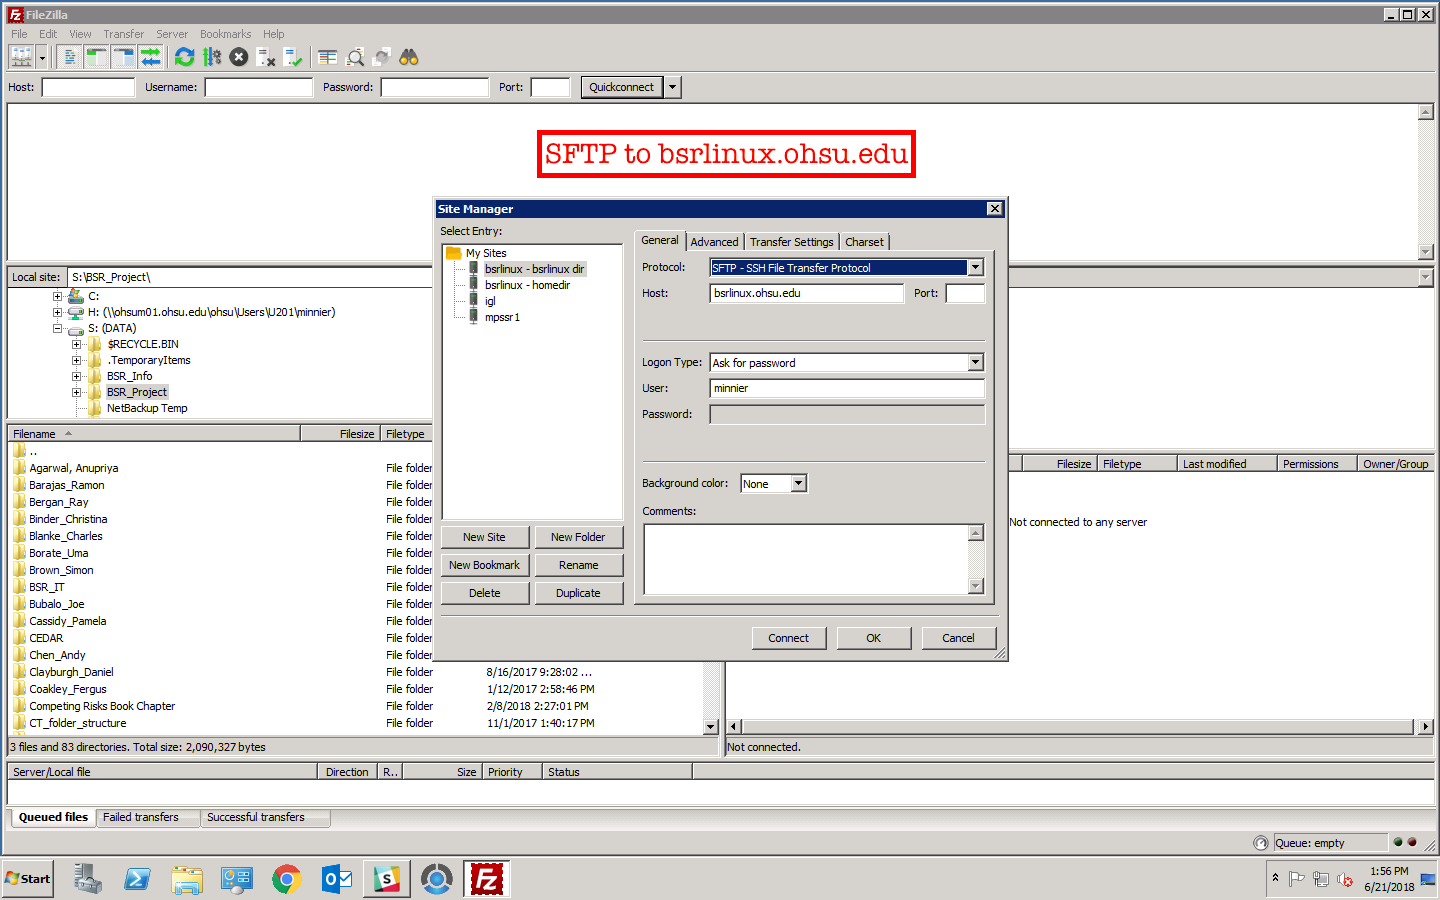 FileZilla
File Edit View Transfer Server Bookmarks Help
Host: Username: Password: Port: Quickconnect
SFTP to bsrlinux.ohsu.edu
Local site: S:\BSR_Project\
C:
H: (\\ohsum01.ohsu.edu\ohsu\Users\U201\minnier)
S: (DATA)
$RECYCLE.BIN
.TemporaryItems
BSR_Info
BSR_Project
NetBackup Temp
Filename Filesize Filetype
..
Agarwal, Anupriya File folder
Barajas_Ramon File folder
Bergan_Ray File folder
Binder_Christina File folder
Blanke_Charles File folder
Borate_Uma File folder
Brown_Simon File folder
BSR_IT File folder
Bubalo_Joe File folder
Cassidy_Pamela File folder
CEDAR File folder
Chen_Andy File folder
Clayburgh_Daniel File folder 8/16/2017 9:28:02 ...
Coakley_Fergus File folder 1/12/2017 2:58:46 PM
Competing Risks Book Chapter File folder 2/8/2018 2:27:01 PM
CT_folder_structure File folder 11/1/2017 1:40:17 PM
3 files and 83 directories. Total size: 2,090,327 bytes
Site Manager
Select Entry:
My Sites
bsrlinux - bsrlinux dir
bsrlinux - homedir
igl
mpssr1
New Site New Folder
New Bookmark Rename
Delete Duplicate
General Advanced Transfer Settings Charset
Protocol: SFTP - SSH File Transfer Protocol
Host: bsrlinux.ohsu.edu Port:
Logon Type: Ask for password
User: minnier
Password:
Background color: None
Comments:
Connect OK Cancel
Filesize Filetype Last modified Permissions Owner/Group
Not connected to any server
Not connected.
Server/Local file Direction R.. Size Priority Status
Queued files Failed transfers Successful transfers
Queue: empty
Start
1:56 PM
6/21/2018